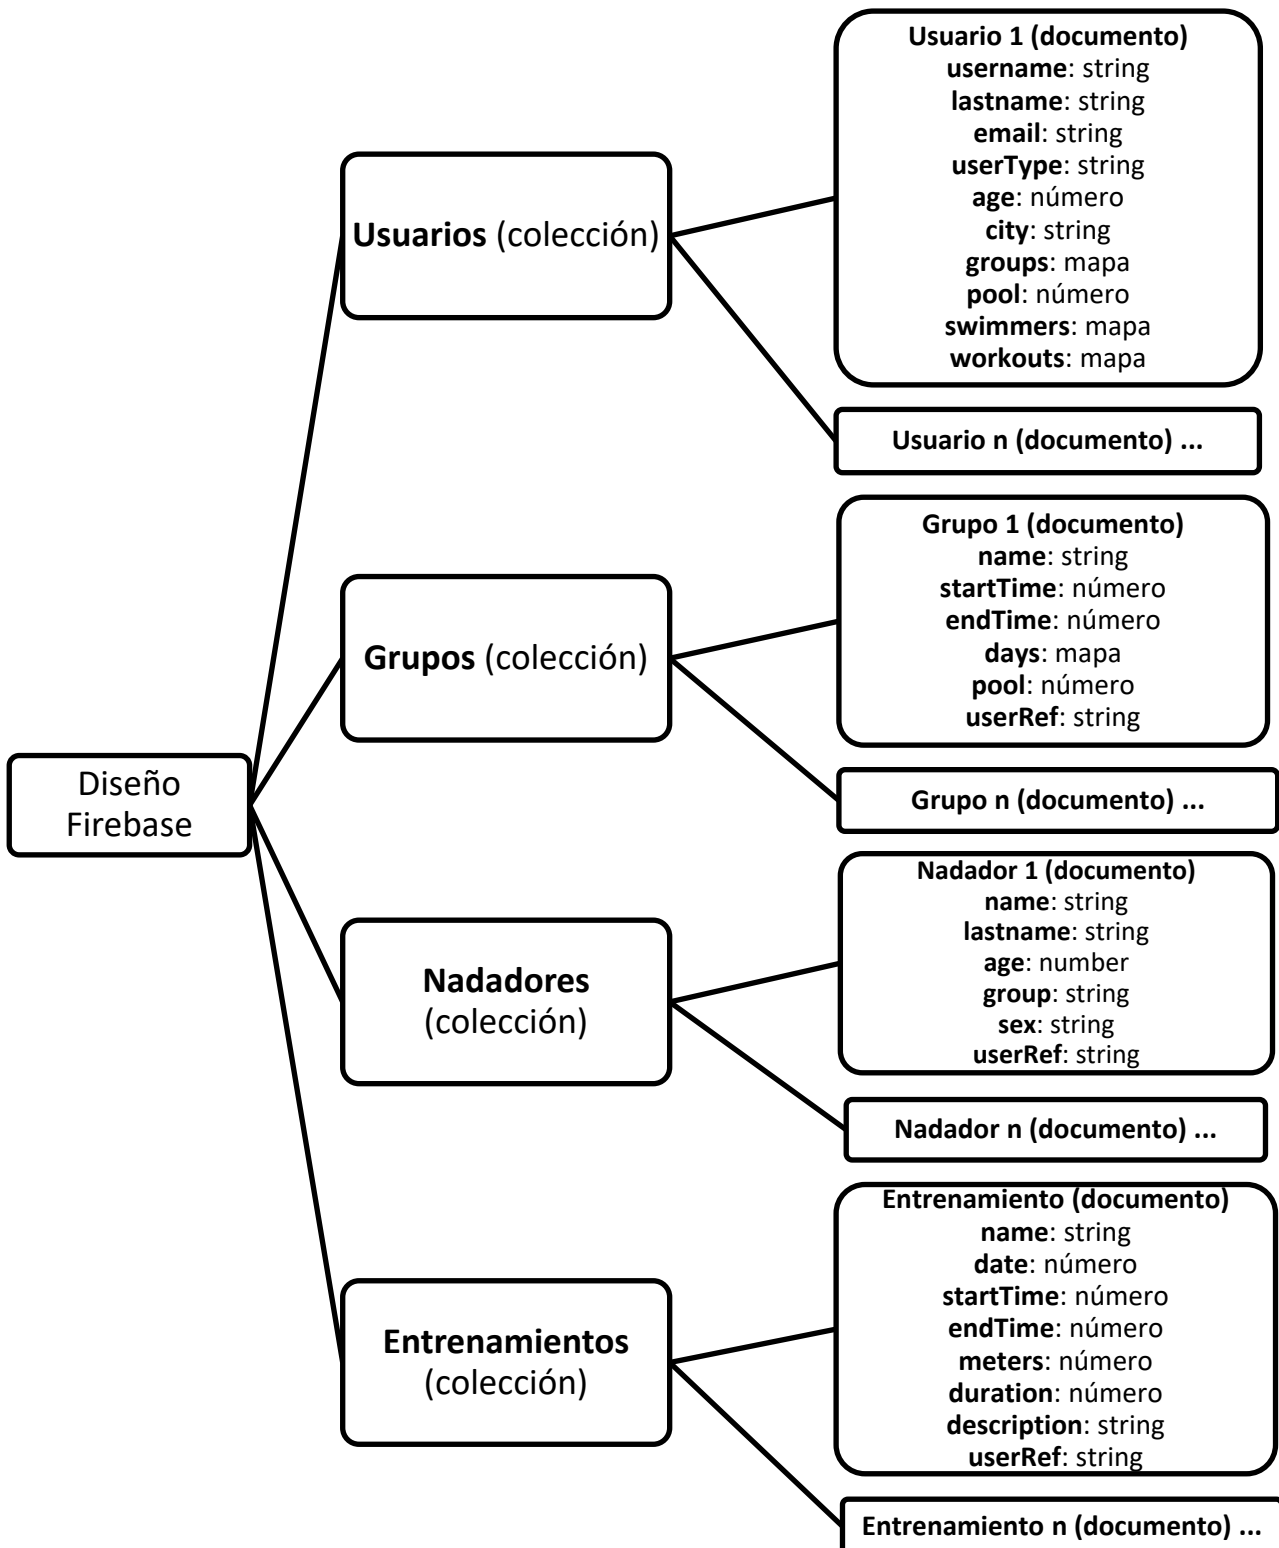 Diseño
Firebase
Usuarios (colección)
Usuario 1 (documento)
username: string
lastname: string
email: string
userType: string
age: número
city: string
groups: mapa
pool: número
swimmers: mapa
workouts: mapa
Usuario n (documento) ...
Grupos (colección)
Grupo 1 (documento)
name: string
startTime: número
endTime: número
days: mapa
pool: número
userRef: string
Grupo n (documento) ...
Nadadores
(colección)
Nadador 1 (documento)
name: string
lastname: string
age: number
group: string
sex: string
userRef: string
Nadador n (documento) ...
Entrenamientos
(colección)
Entrenamiento (documento)
name: string
date: número
startTime: número
endTime: número
meters: número
duration: número
description: string
userRef: string
Entrenamiento n (documento) ...